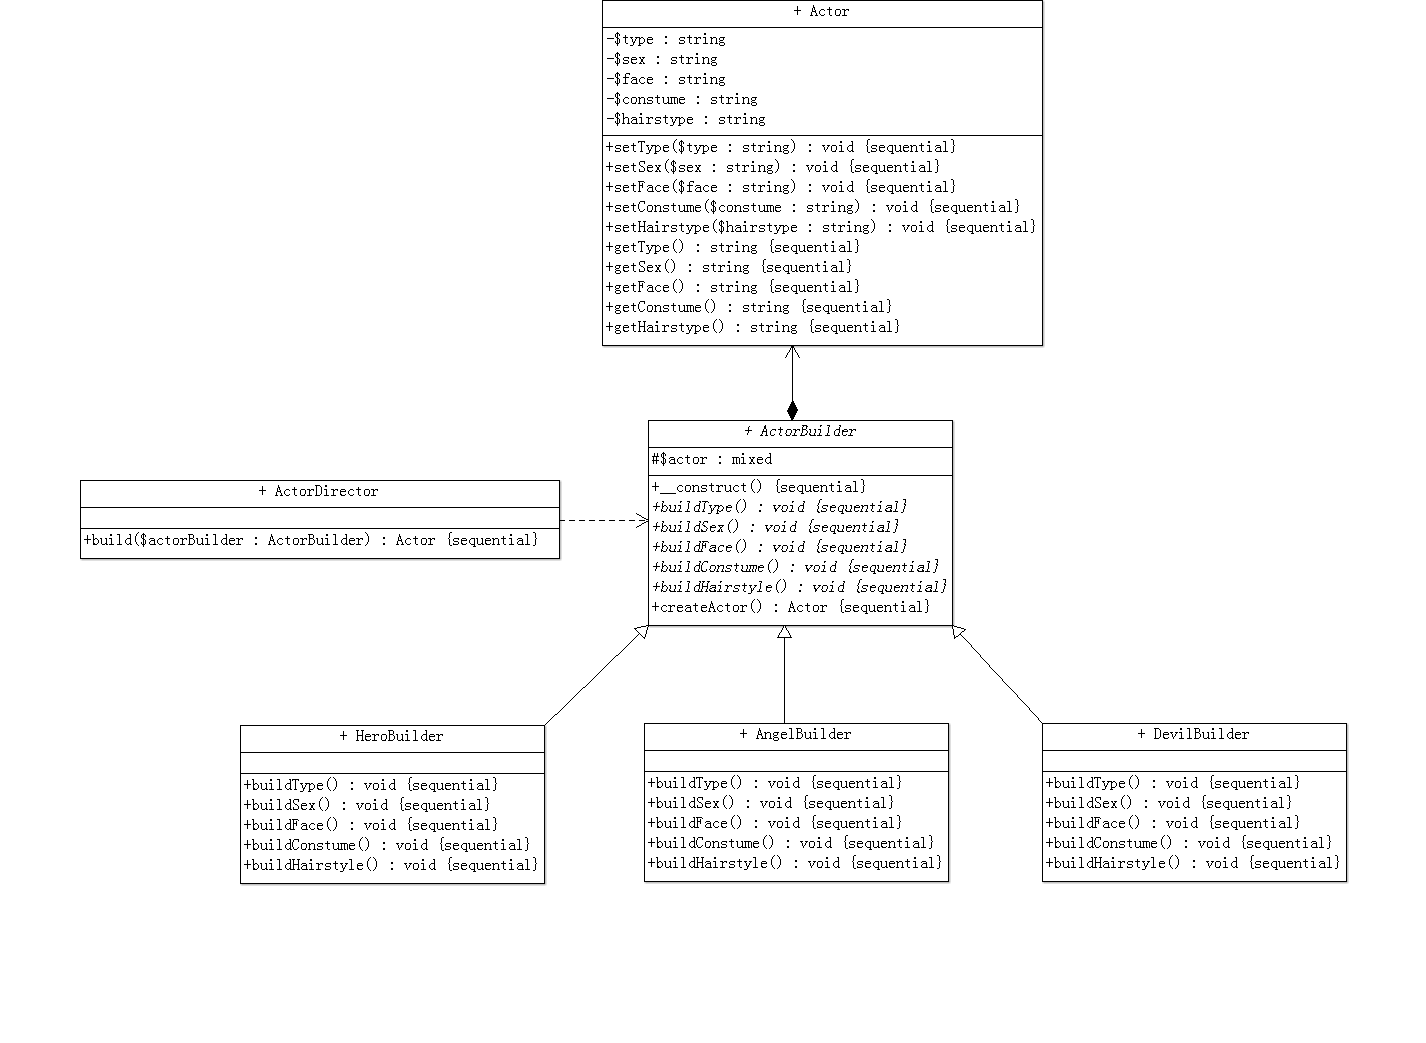 + Actor
-$type : string
-$sex : string
-$face : string
-$constume : string
-$hairstype : string
+setType($type : string) : void {sequential}
+setSex($sex : string) : void {sequential}
+setFace($face : string) : void {sequential}
+setConstume($constume : string) : void {sequential}
+setHairstype($hairstype : string) : void {sequential}
+getType() : string {sequential}
+getSex() : string {sequential}
+getFace() : string {sequential}
+getConstume() : string {sequential}
+getHairstype() : string {sequential}
+ ActorBuilder
#$actor : mixed
+__construct() {sequential}
+buildType() : void {sequential}
+buildSex() : void {sequential}
+buildFace() : void {sequential}
+buildConstume() : void {sequential}
+buildHairstyle() : void {sequential}
+createActor() : Actor {sequential}
+ ActorDirector
+build($actorBuilder : ActorBuilder) : Actor {sequential}
+ HeroBuilder
+buildType() : void {sequential}
+buildSex() : void {sequential}
+buildFace() : void {sequential}
+buildConstume() : void {sequential}
+buildHairstyle() : void {sequential}
+ AngelBuilder
+buildType() : void {sequential}
+buildSex() : void {sequential}
+buildFace() : void {sequential}
+buildConstume() : void {sequential}
+buildHairstyle() : void {sequential}
+ DevilBuilder
+buildType() : void {sequential}
+buildSex() : void {sequential}
+buildFace() : void {sequential}
+buildConstume() : void {sequential}
+buildHairstyle() : void {sequential}